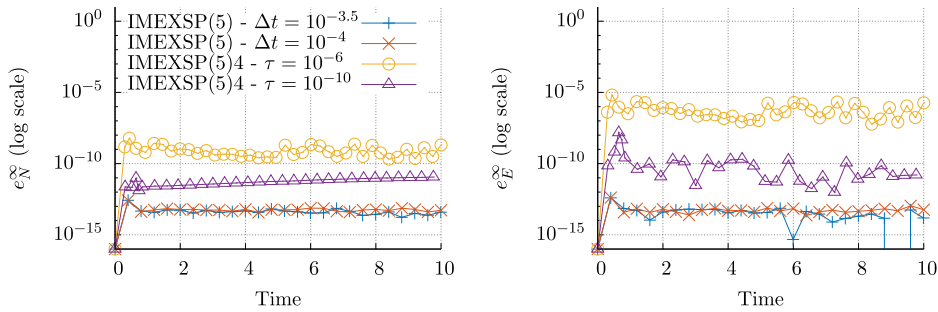 10⁰
10⁻⁵
10⁻¹⁰
10⁻¹⁵
e_N^∞ (log scale)
IMEXSP(5) - Δt = 10⁻³·⁵
IMEXSP(5) - Δt = 10⁻⁴
IMEXSP(5)4 - τ = 10⁻⁶
IMEXSP(5)4 - τ = 10⁻¹⁰
0 2 4 6 8 10
Time
10⁰
10⁻⁵
10⁻¹⁰
10⁻¹⁵
e_E^∞ (log scale)
0 2 4 6 8 10
Time